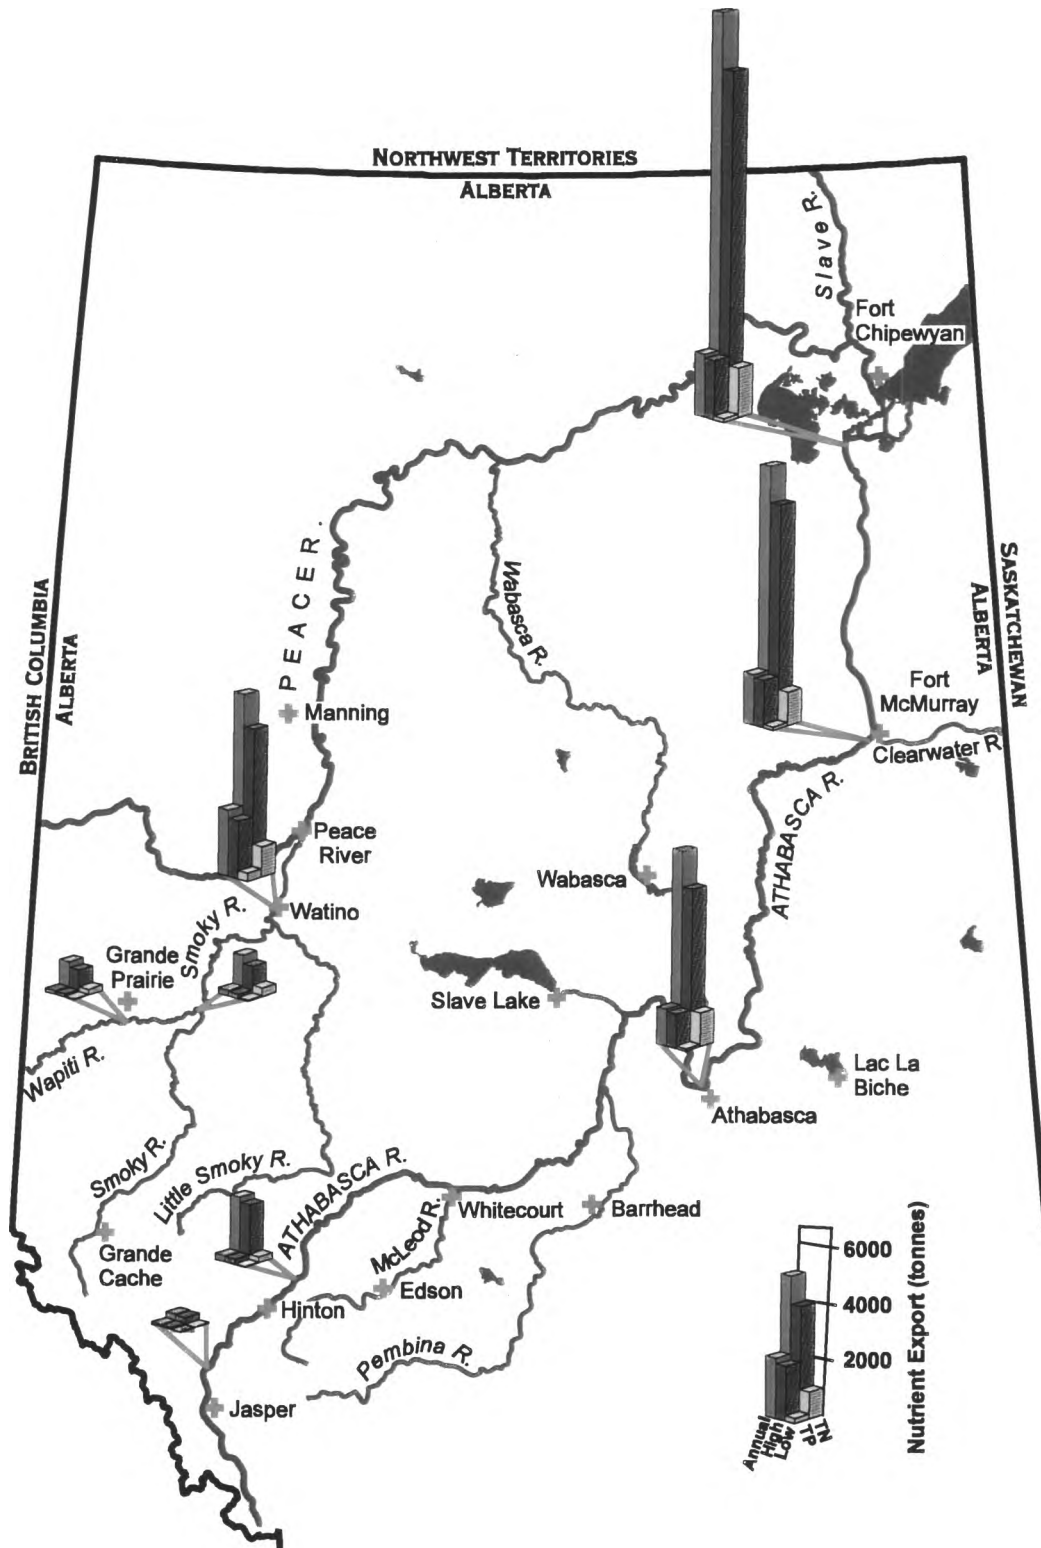 NORTHWEST TERRITORIES
ALBERTA
Slave R.
Fort
Chipewyan
BRITISH COLUMBIA
ALBERTA
SASKATCHEWAN
ALBERTA
PEACE R.
Wabasca R.
Manning
Fort
McMurray
Clearwater R
ATHABASCA R.
Peace
River
Wabasca
Watino
Smoky R.
Grande
Prairie
Slave Lake
Wapiti R.
Lac La
Biche
Athabasca
Smoky R.
Little Smoky R.
ATHABASCA R.
McLeod R.
Whitecourt
Barrhead
Grande
Cache
Edson
Hinton
Pembina R.
Jasper
6000
4000
2000
Nutrient Export (tonnes)
Annual
High
Low
TP
TN